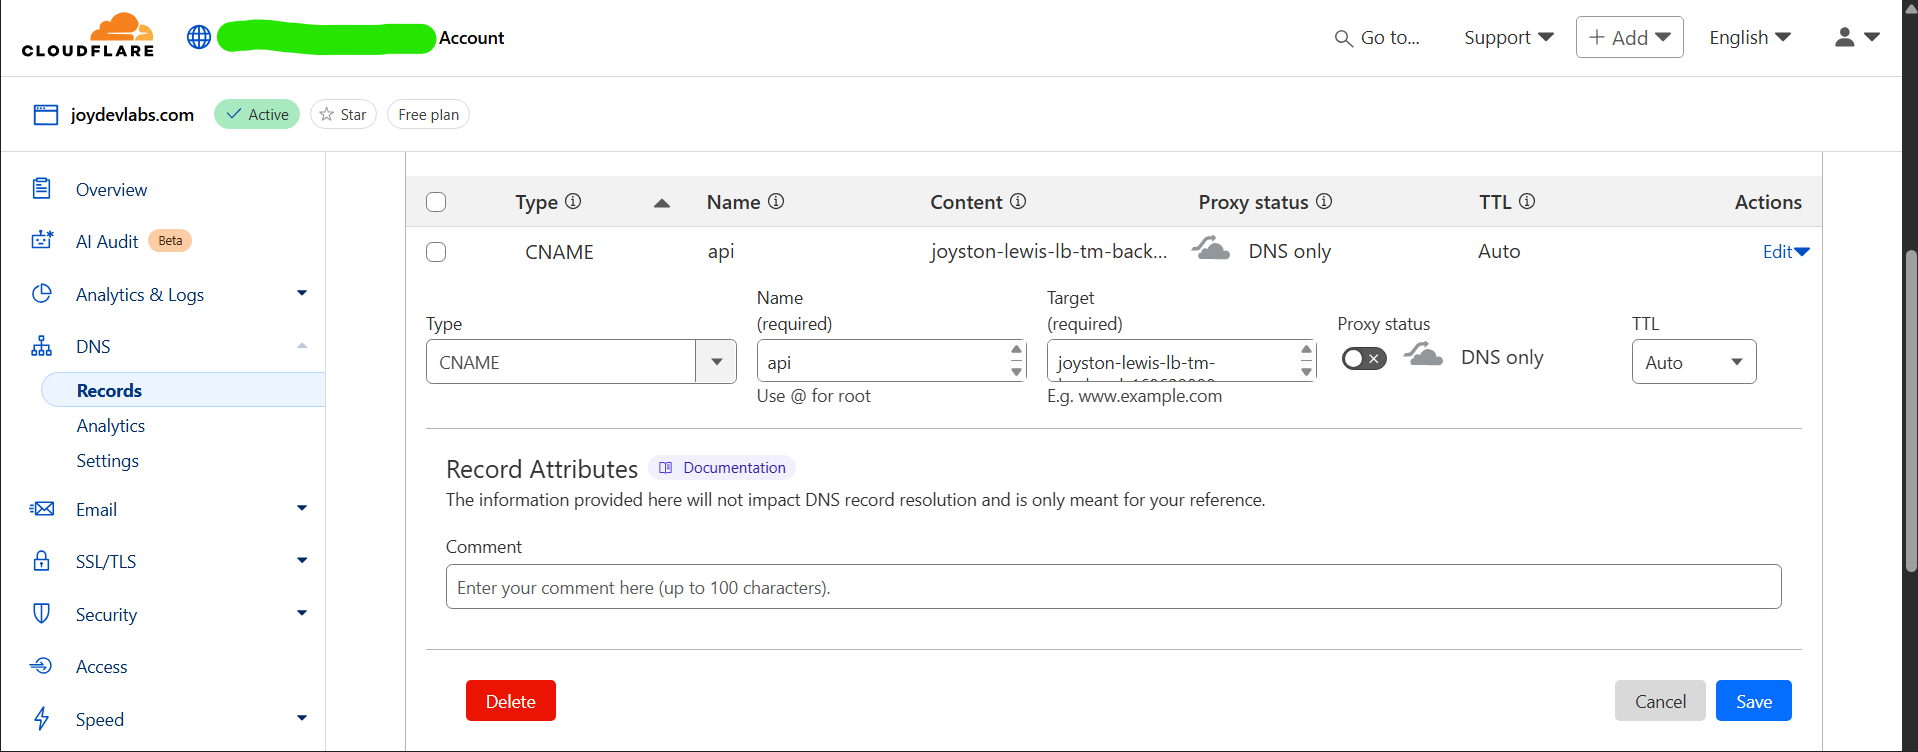 CLOUDFLARE
Account
Go to...
Support
+ Add
English
joydevlabs.com
Active
Star
Free plan
Overview
AI Audit Beta
Analytics & Logs
DNS
Records
Analytics
Settings
Email
SSL/TLS
Security
Access
Speed
Type Name Content Proxy status TTL Actions
CNAME api joyston-lewis-lb-tm-back... DNS only Auto Edit
Type
CNAME
Name
(required)
api
Use @ for root
Target
(required)
joyston-lewis-lb-tm-
E.g. www.example.com
Proxy status
DNS only
TTL
Auto
Record Attributes Documentation
The information provided here will not impact DNS record resolution and is only meant for your reference.
Comment
Enter your comment here (up to 100 characters).
Delete
Cancel
Save